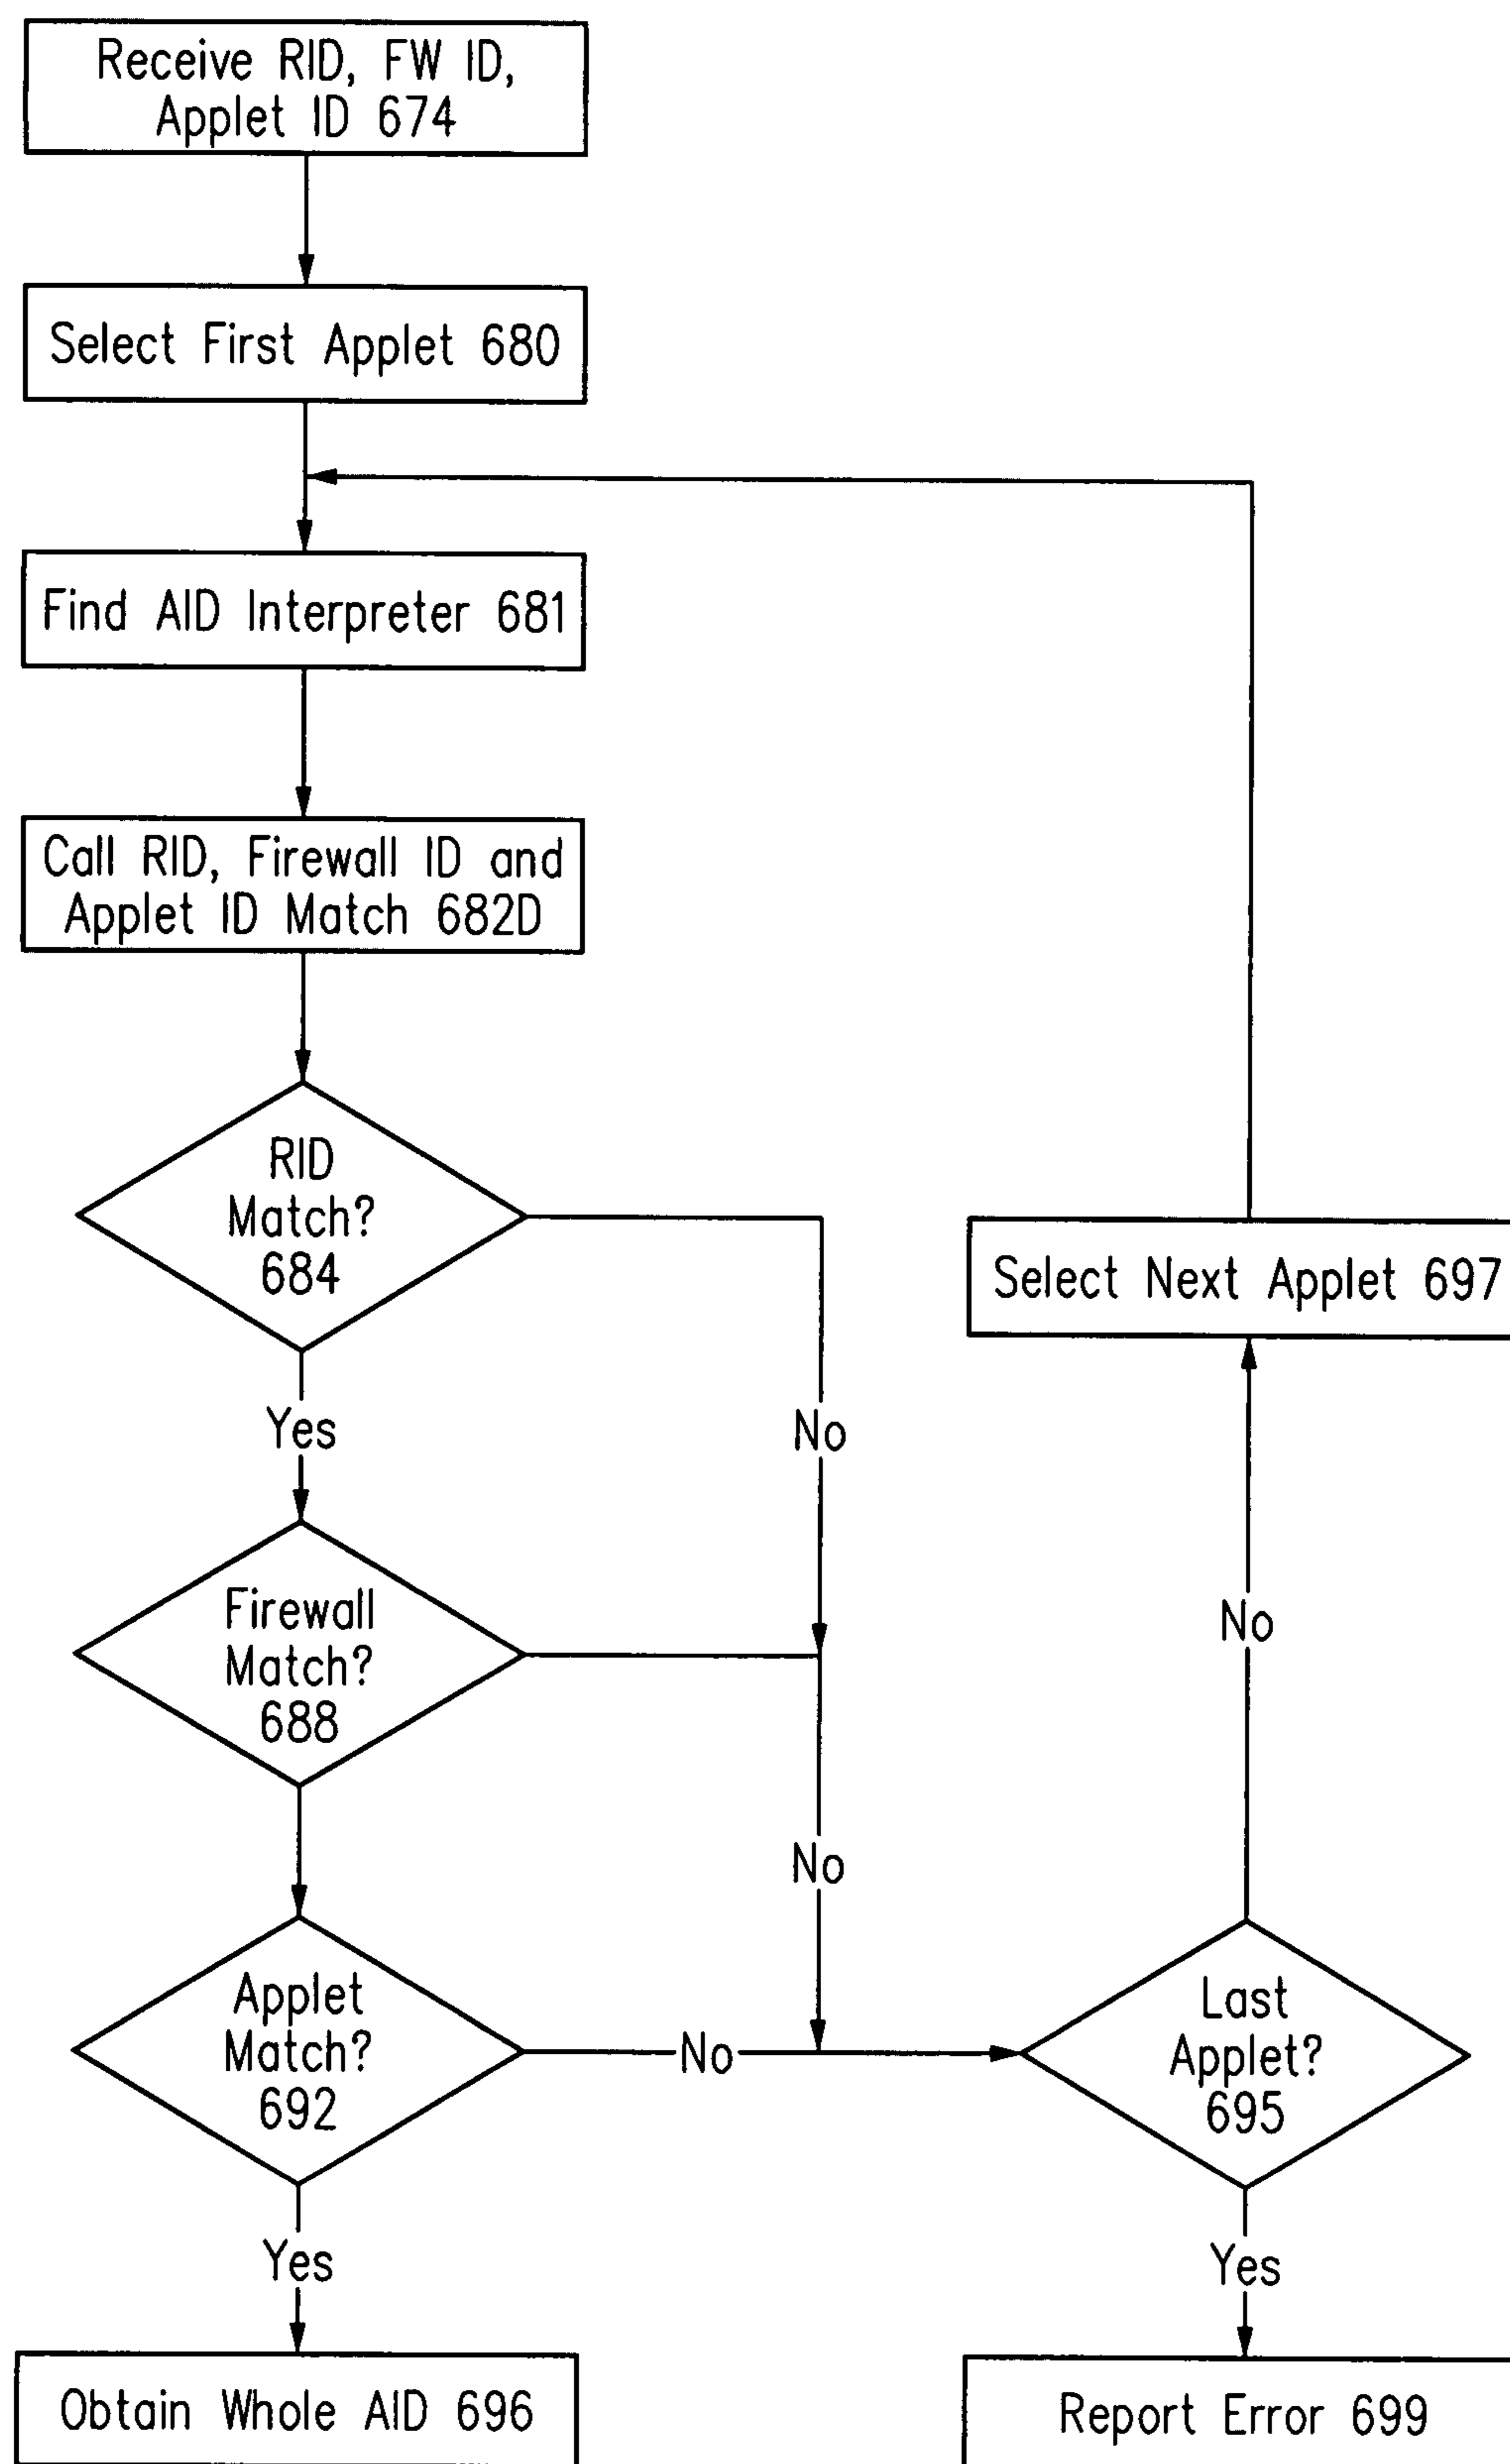 Receive RID, FW ID,
Applet ID 674
Select First Applet 680
Find AID Interpreter 681
Call RID, Firewall ID and
Applet ID Match 682D
RID
Match?
684
Yes
No
Firewall
Match?
688
No
Applet
Match?
692
No
Yes
Obtain Whole AID 696
Select Next Applet 697
No
Last
Applet?
695
Yes
Report Error 699